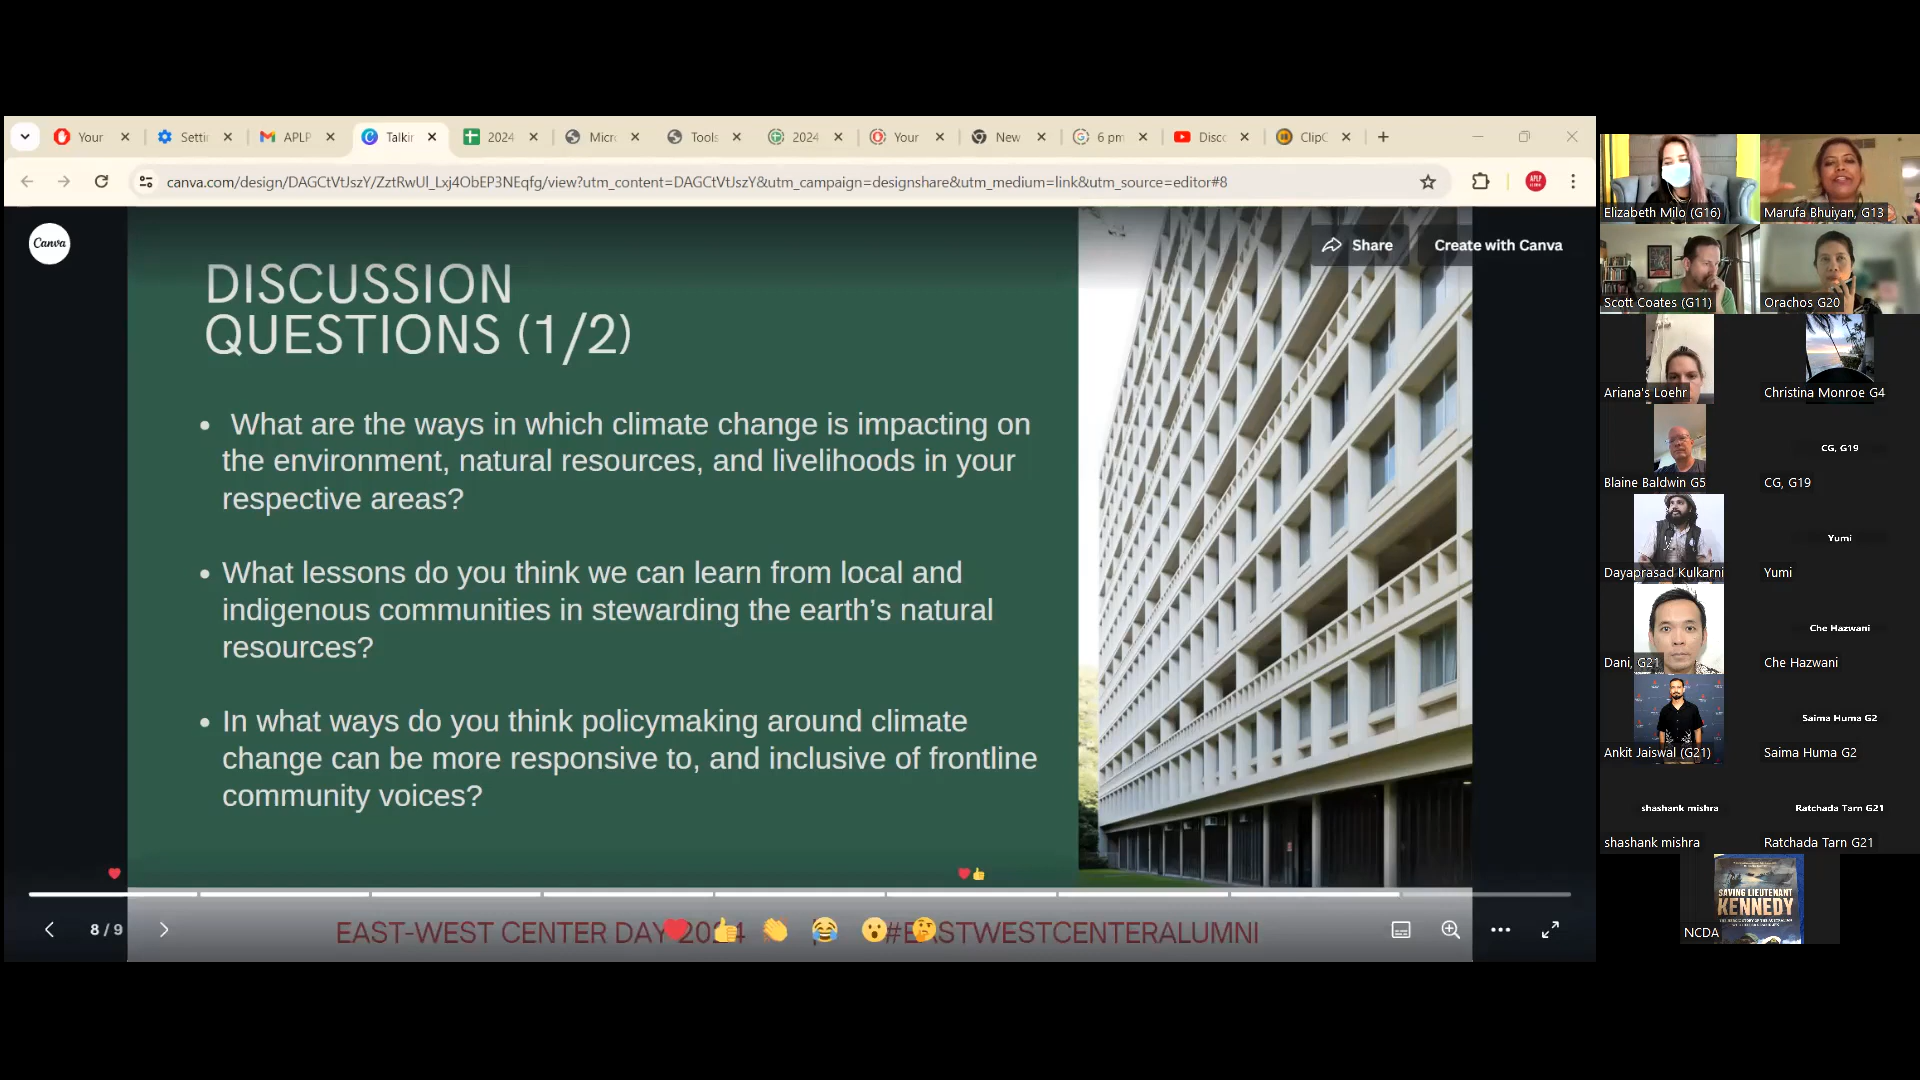 Your
Settin
APLP
Talkin
2024
Micro
Tools
2024
Your
New
6 pm
Disco
ClipC
canva.com/design/DAGCtVtJszY/ZztRwUl_Lxj4ObEP3NEqfg/view?utm_content=DAGCtVtJszY&utm_campaign=designshare&utm_medium=link&utm_source=editor#8
Canva
Share
Create with Canva
DISCUSSION
QUESTIONS (1/2)
• What are the ways in which climate change is impacting on
the environment, natural resources, and livelihoods in your
respective areas?
• What lessons do you think we can learn from local and
indigenous communities in stewarding the earth’s natural
resources?
• In what ways do you think policymaking around climate
change can be more responsive to, and inclusive of frontline
community voices?
8 / 9
EAST-WEST CENTER DAY 2024
#EASTWESTCENTERALUMNI
Elizabeth Milo (G16)
Marufa Bhuiyan, G13
Scott Coates (G11)
Orachos G20
Ariana's Loehr
Christina Monroe G4
Blaine Baldwin G5
CG, G19
CG, G19
Dayaprasad Kulkarni
Yumi
Yumi
Dani, G21
Che Hazwani
Che Hazwani
Ankit Jaiswal (G21)
Saima Huma G2
Saima Huma G2
shashank mishra
shashank mishra
Ratchada Tarn G21
Ratchada Tarn G21
SAVING LIEUTENANT
KENNEDY
NCDA